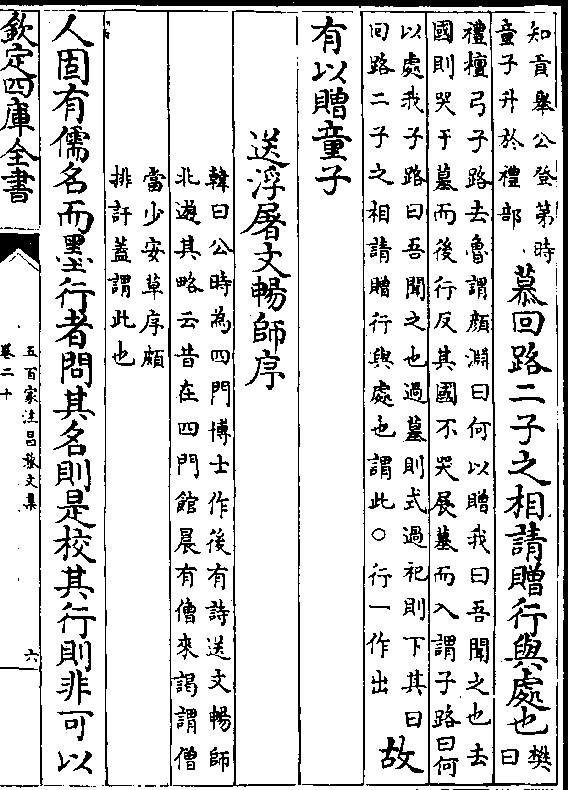 知貢舉公登第時
童子升於禮部
慕回路二子之相請贈行與處也
樊
曰
禮檀弓子路去魯謂顔淵曰何以贈我曰吾聞之也去
國則哭于墓而後行反其國不哭展墓而入謂子路曰何
以處我子路曰吾聞之也過墓則式過祀則下其曰
回路二子之相請贈行與處也謂此○行一作出
故
有以贈童子
送浮屠文暢師序
韓曰公時為四門博士作後有詩送文暢師
北遊其略云昔在四門館晨有僧來謁謂僧
當少安草序頗
排訐蓋謂此也
人固有儒名而墨行者問其名則是校其行則非可以
欽定四庫全書
五百家注昌黎文集
卷二十
六